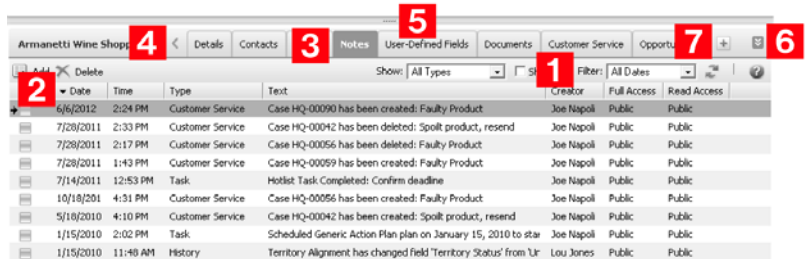 5
Armanetti Wine Shopp 4 < Details Contacts 3 Notes User-Defined Fields Documents Customer Service Opportu 7 + 6
Add Delete Show: All Types 1 Filter: All Dates ?
2 Date Time Type Text Creator Full Access Read Access
6/6/2012 2:24 PM Customer Service Case HQ-00090 has been created: Faulty Product Joe Napoli Public Public
7/28/2011 2:33 PM Customer Service Case HQ-00042 has been deleted: Spoilt product, resend Joe Napoli Public Public
7/28/2011 2:17 PM Customer Service Case HQ-00056 has been deleted: Faulty Product Joe Napoli Public Public
7/28/2011 1:43 PM Customer Service Case HQ-00059 has been created: Faulty Product Joe Napoli Public Public
7/14/2011 12:53 PM Task Hotlist Task Completed: Confirm deadline Joe Napoli Public Public
10/18/201 4:31 PM Customer Service Case HQ-00056 has been created: Faulty Product Joe Napoli Public Public
5/18/2010 4:10 PM Customer Service Case HQ-00042 has been created: Spoilt product, resend Joe Napoli Public Public
1/15/2010 2:02 PM Task Scheduled Generic Action Plan plan on January 15, 2010 to star Joe Napoli Public Public
1/15/2010 11:48 AM History Territory Alignment has changed field 'Territory Status' from 'Ur Lou Jones Public Public